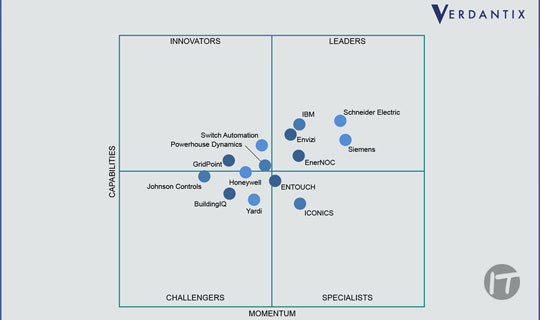 VERDANTIX
INNOVATORS
LEADERS
IBM
Schneider Electric
Switch Automation
Envizi
Powerhouse Dynamics
Siemens
GridPoint
EnerNOC
CAPABILITIES
Johnson Controls
Honeywell
ENTOUCH
BuildingIQ
Yardi
ICONICS
IT
CHALLENGERS
SPECIALISTS
MOMENTUM